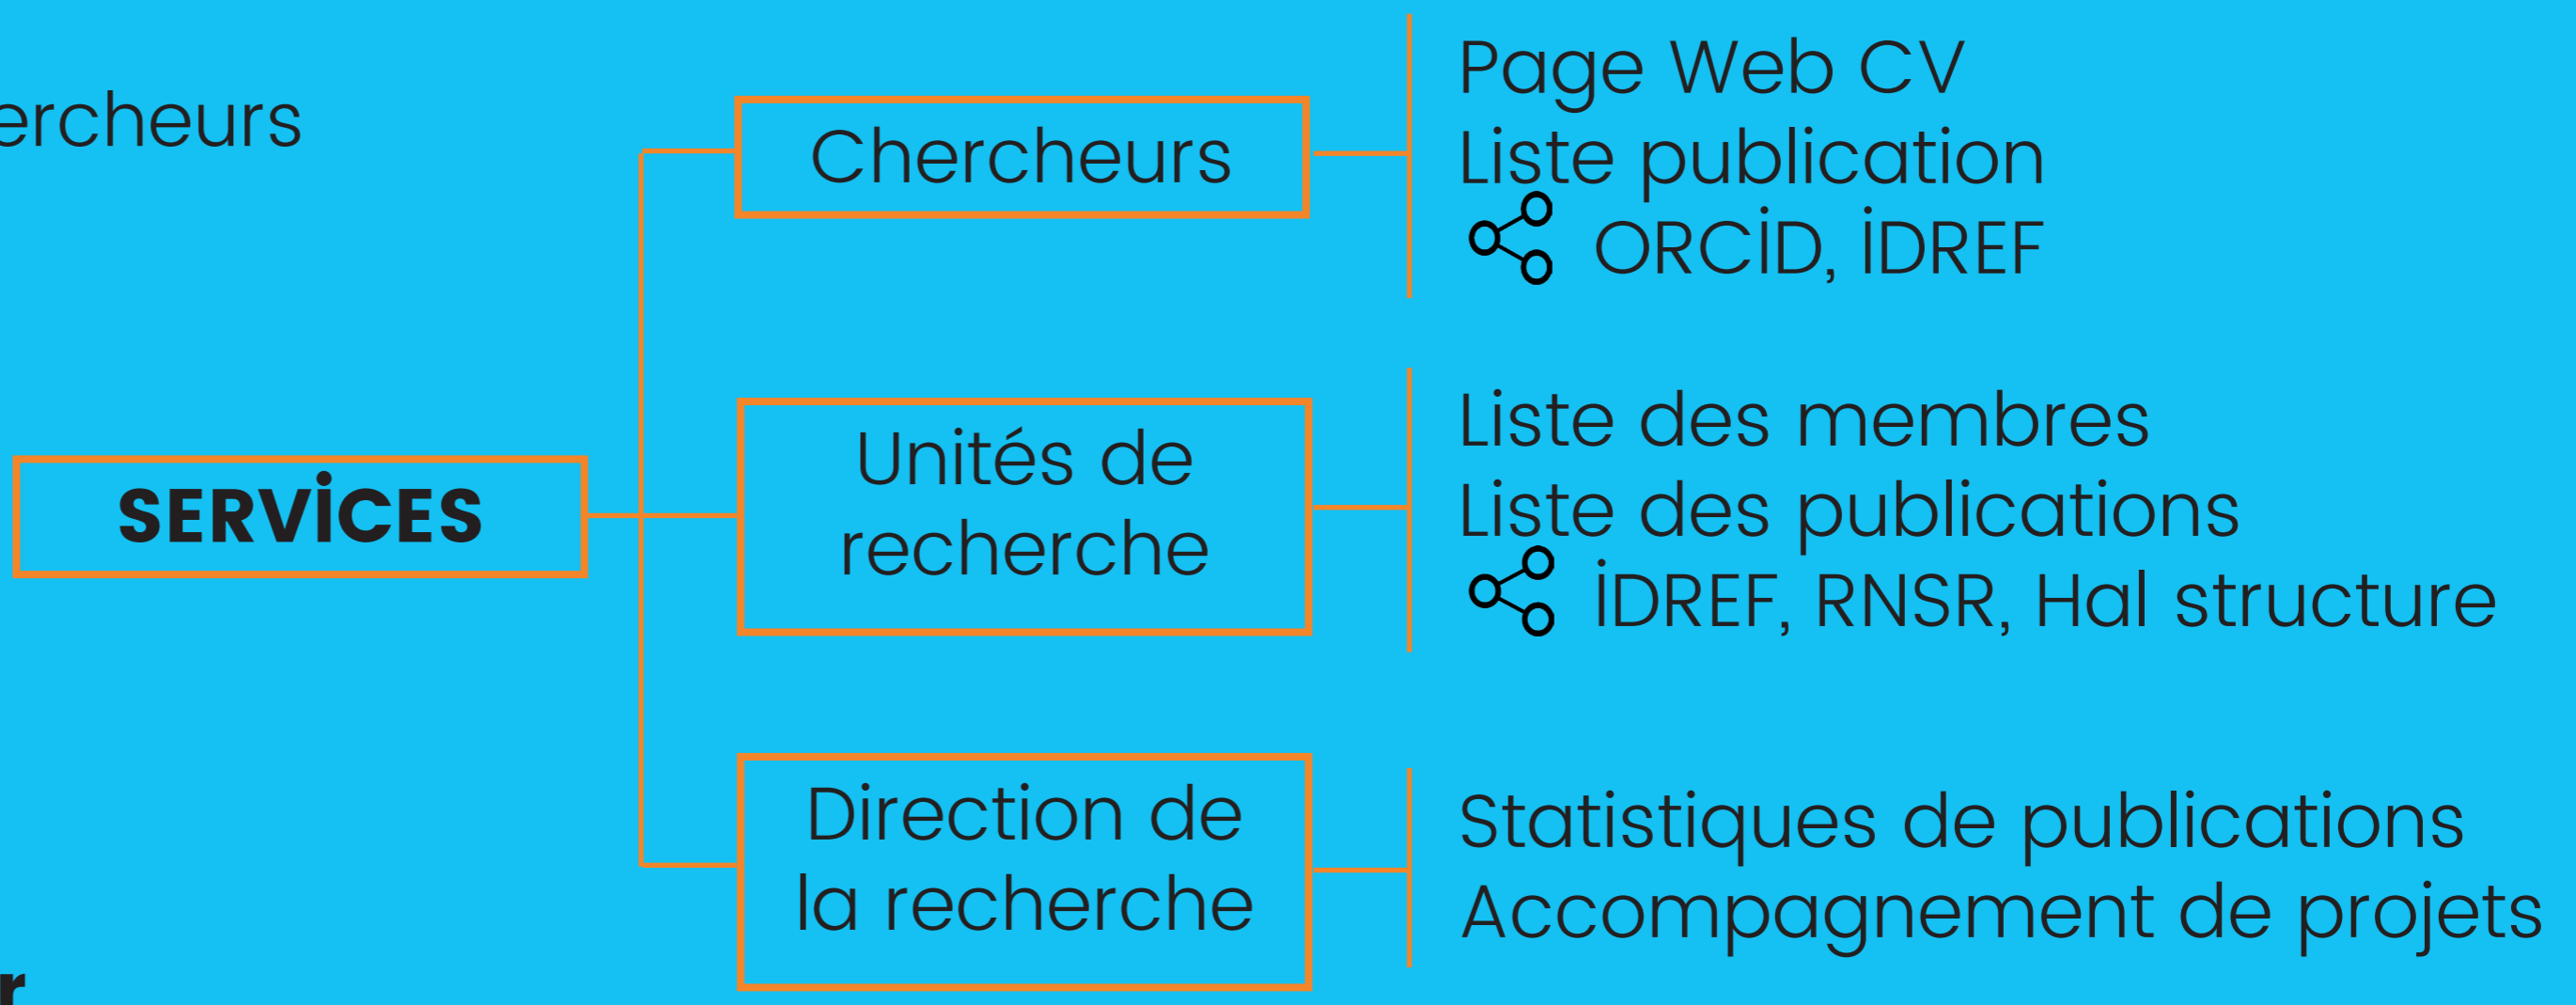 ercheurs
SERVİCES
Chercheurs
Page Web CV
Liste publication
ORCİD, İDREF
Unités de
recherche
Liste des membres
Liste des publications
İDREF, RNSR, Hal structure
Direction de
la recherche
Statistiques de publications
Accompagnement de projets
r